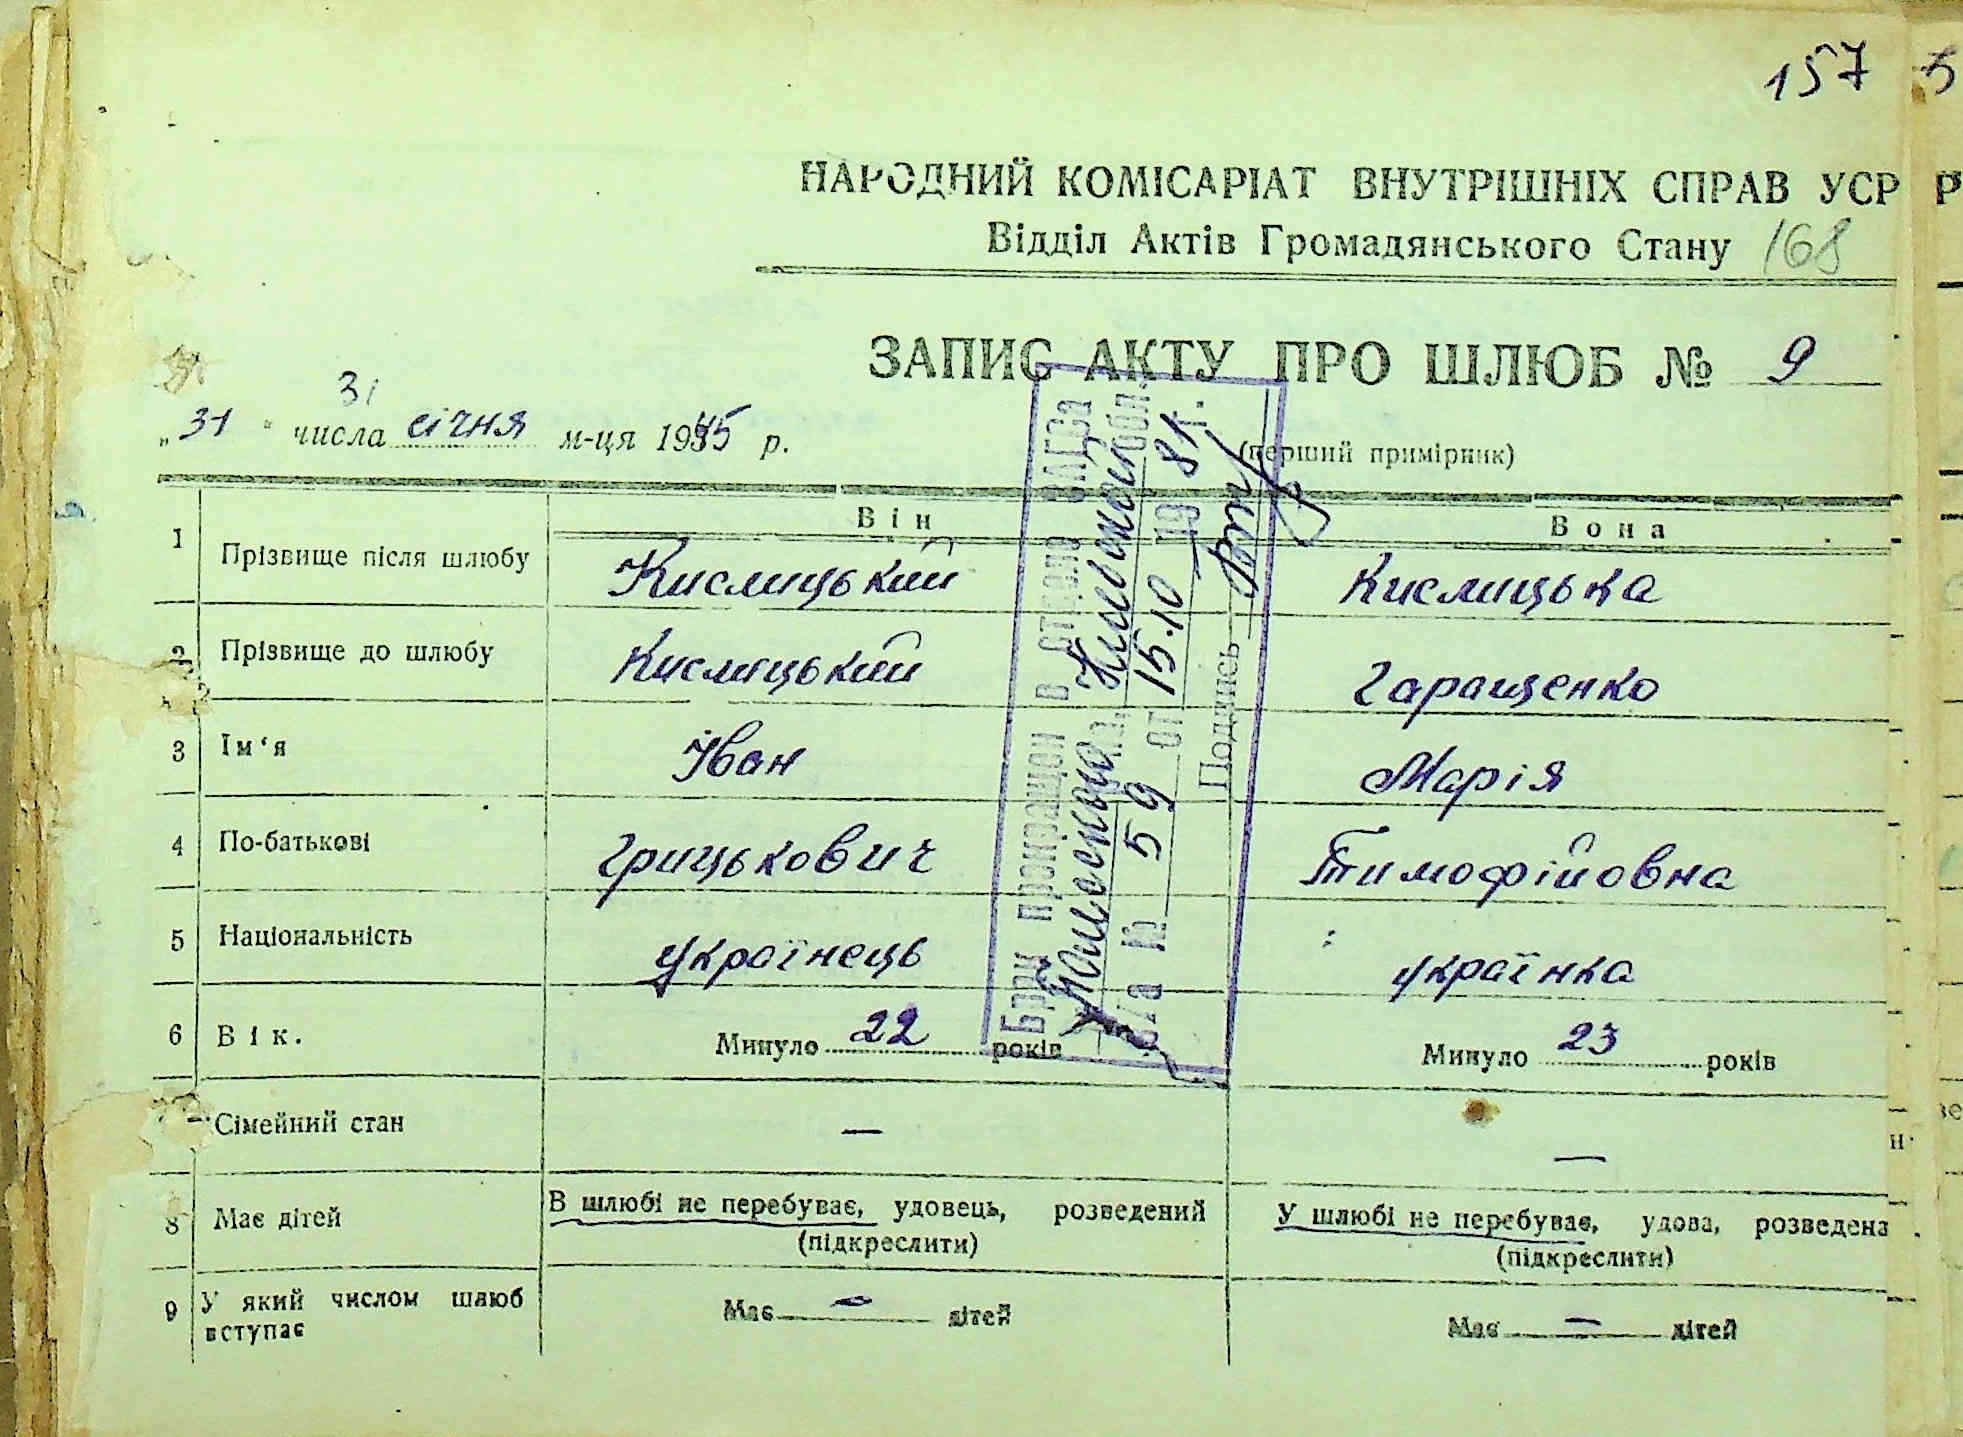 157
НАРОДНИЙ КОМІСАРІАТ ВНУТРІШНІХ СПРАВ УСР
Відділ Актів Громадянського Стану 168
ЗАПИС АКТУ ПРО ШЛЮБ № 9
31
„31" числа січня м-ця 1935 р.
(перший примірник)
Він Вона
1 Прізвище після шлюбу Кислицький Кислицька
2 Прізвище до шлюбу Кислицький Гаращенко
3 Ім‘я Іван Марія
4 По-батькові Грицькович Тимофійовна
5 Національність українець українка
6 Вік. Минуло 22 років Минуло 23 років
Сімейний стан — —
8 Має дітей В шлюбі не перебуває, удовець, розведений У шлюбі не перебуває, удова, розведена
(підкреслити) (підкреслити)
9 У який числом шлюб вступає Має — дітей Має — дітей
Брак прекращен в отделе ЗАГСа
обл.
З/а № 59 от 15.10 1981 г.
Подпись